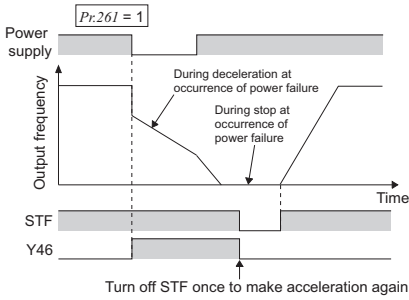 Pr.261 = 1
Power
supply
During deceleration at
occurrence of power failure
During stop at
occurrence of
power failure
Output frequency
Time
STF
Y46
Turn off STF once to make acceleration again